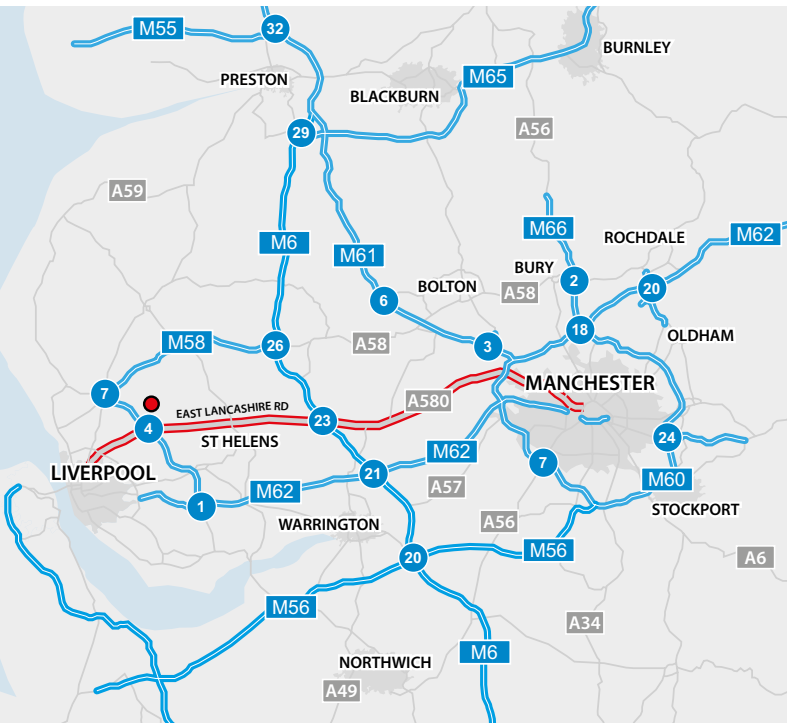 M55
32
BURNLEY
PRESTON
M65
BLACKBURN
29
A56
A59
M66
ROCHDALE
M62
M6
M61
BURY
2
BOLTON
A58
20
6
18
OLDHAM
M58
26
A58
3
MANCHESTER
7
EAST LANCASHIRE RD
A580
4
23
ST HELENS
24
M62
LIVERPOOL
21
7
M60
M62
A57
1
STOCKPORT
WARRINGTON
A56
20
M56
A6
M56
A34
NORTHWICH
M6
A49